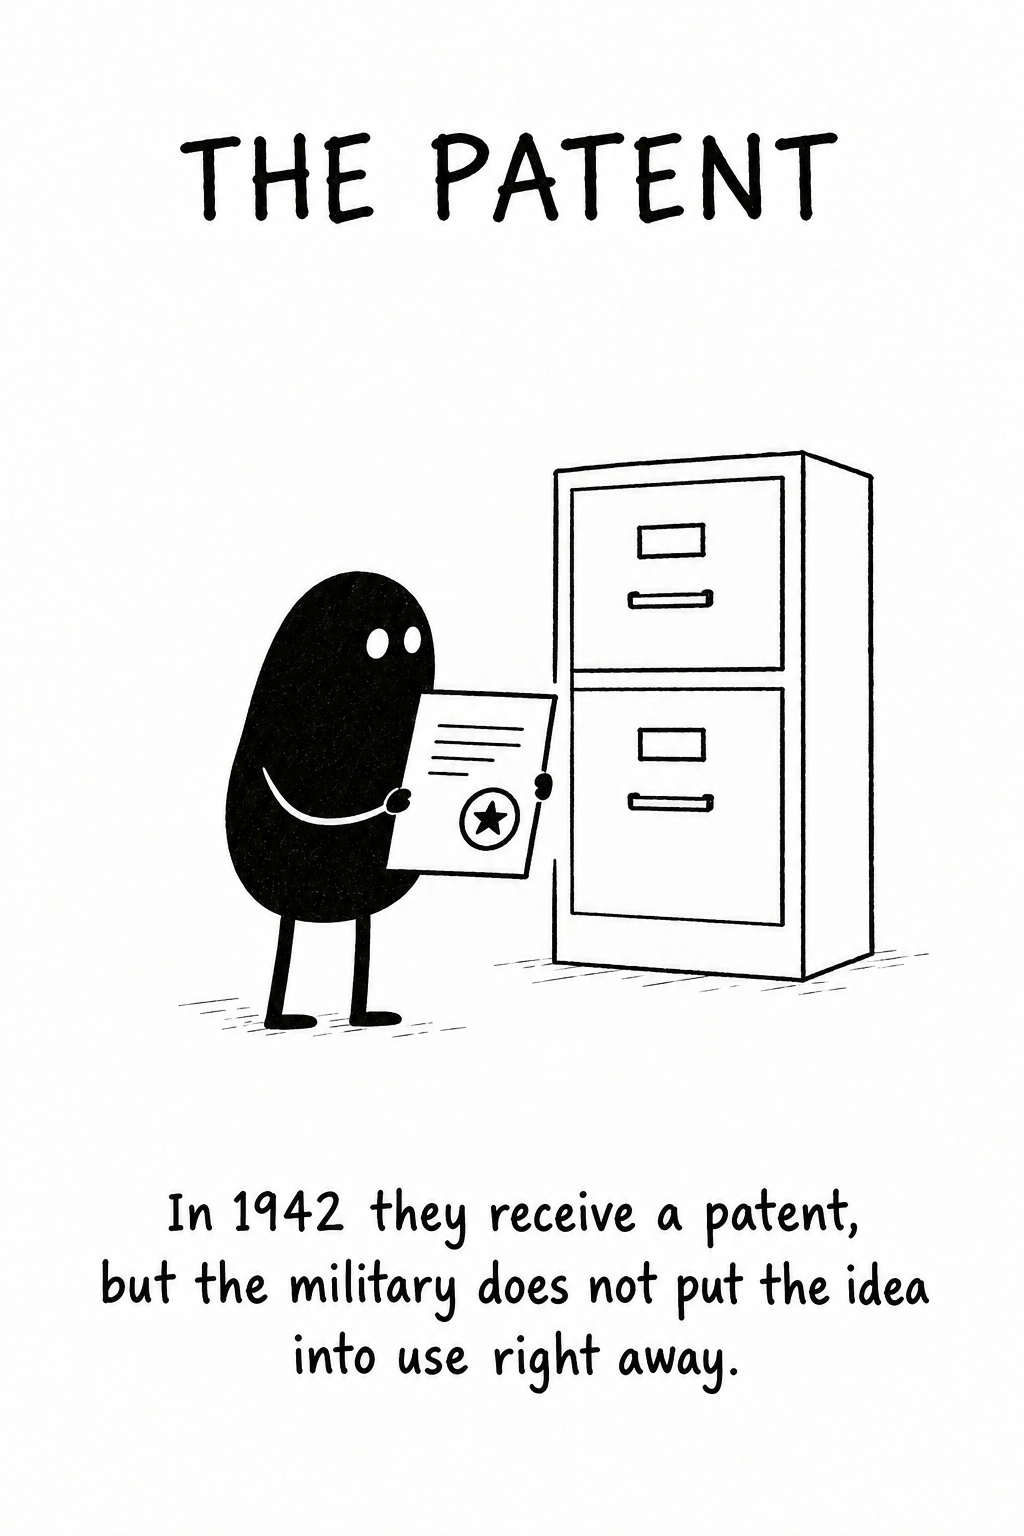 THE PATENT
In 1942 they receive a patent,
but the military does not put the idea
into use right away.